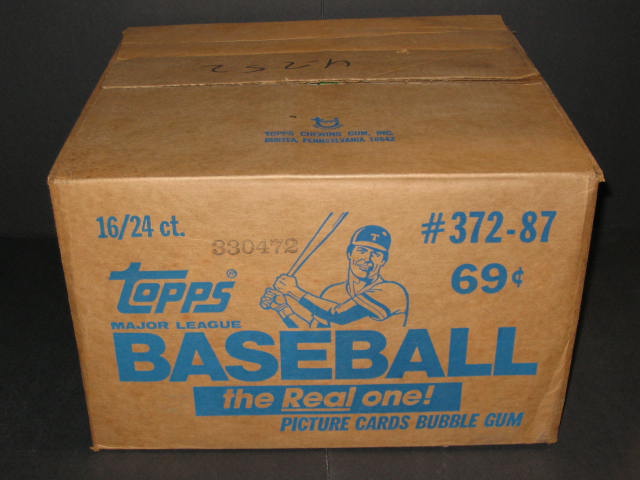 4252
TOPPS CHEWING GUM, INC.
DURYEA, PENNSYLVANIA 18642
16/24 ct.
330472
#372-87
T
topps®
69¢
MAJOR LEAGUE
BASEBALL
the Real one!
PICTURE CARDS BUBBLE GUM